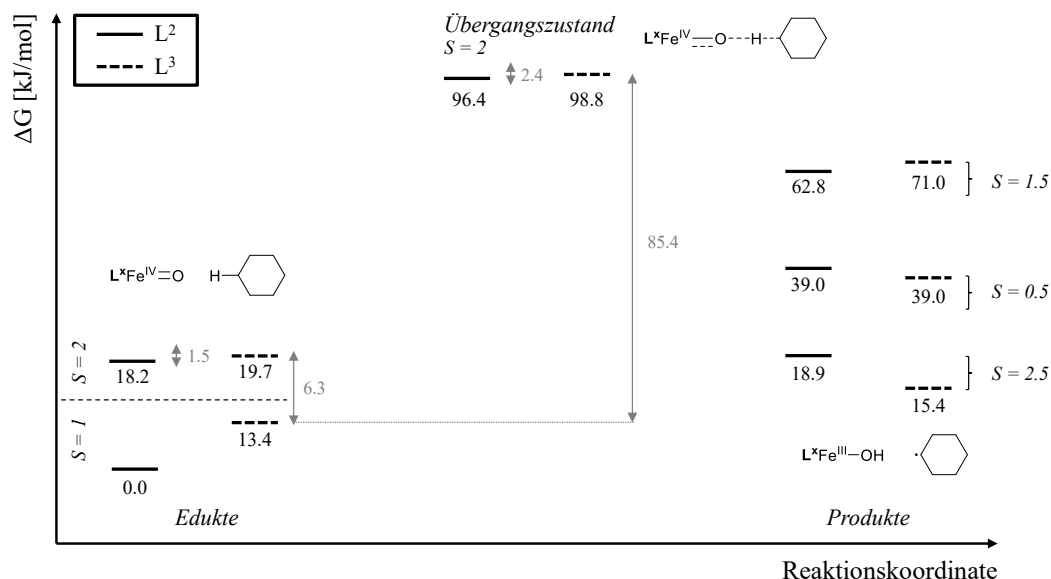 L²
L³
ΔG [kJ/mol]
Übergangszustand
S = 2
96.4
2.4
98.8
LˣFeᴵⱽ O H
62.8
71.0
S = 1.5
85.4
39.0
39.0
S = 0.5
LˣFeᴵⱽ=O H
S = 2
18.2
1.5
19.7
6.3
18.9
15.4
S = 2.5
S = 1
0.0
13.4
LˣFeᴵᴵᴵ—OH ·
Edukte
Produkte
Reaktionskoordinate